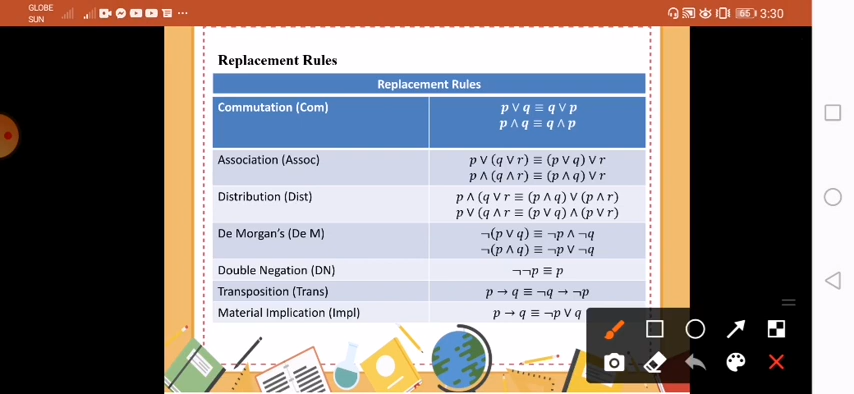 GLOBE
SUN
65 3:30
Replacement Rules
Replacement Rules
Commutation (Com)
p ∨ q ≡ q ∨ p
p ∧ q ≡ q ∧ p
Association (Assoc)
p ∨ (q ∨ r) ≡ (p ∨ q) ∨ r
p ∧ (q ∧ r) ≡ (p ∧ q) ∨ r
Distribution (Dist)
p ∧ (q ∨ r ≡ (p ∧ q) ∨ (p ∧ r)
p ∨ (q ∧ r ≡ (p ∨ q) ∧ (p ∨ r)
De Morgan's (De M)
¬(p ∨ q) ≡ ¬p ∧ ¬q
¬(p ∧ q) ≡ ¬p ∨ ¬q
Double Negation (DN)
¬¬p ≡ p
Transposition (Trans)
p → q ≡ ¬q → ¬p
Material Implication (Impl)
p → q ≡ ¬p ∨ q